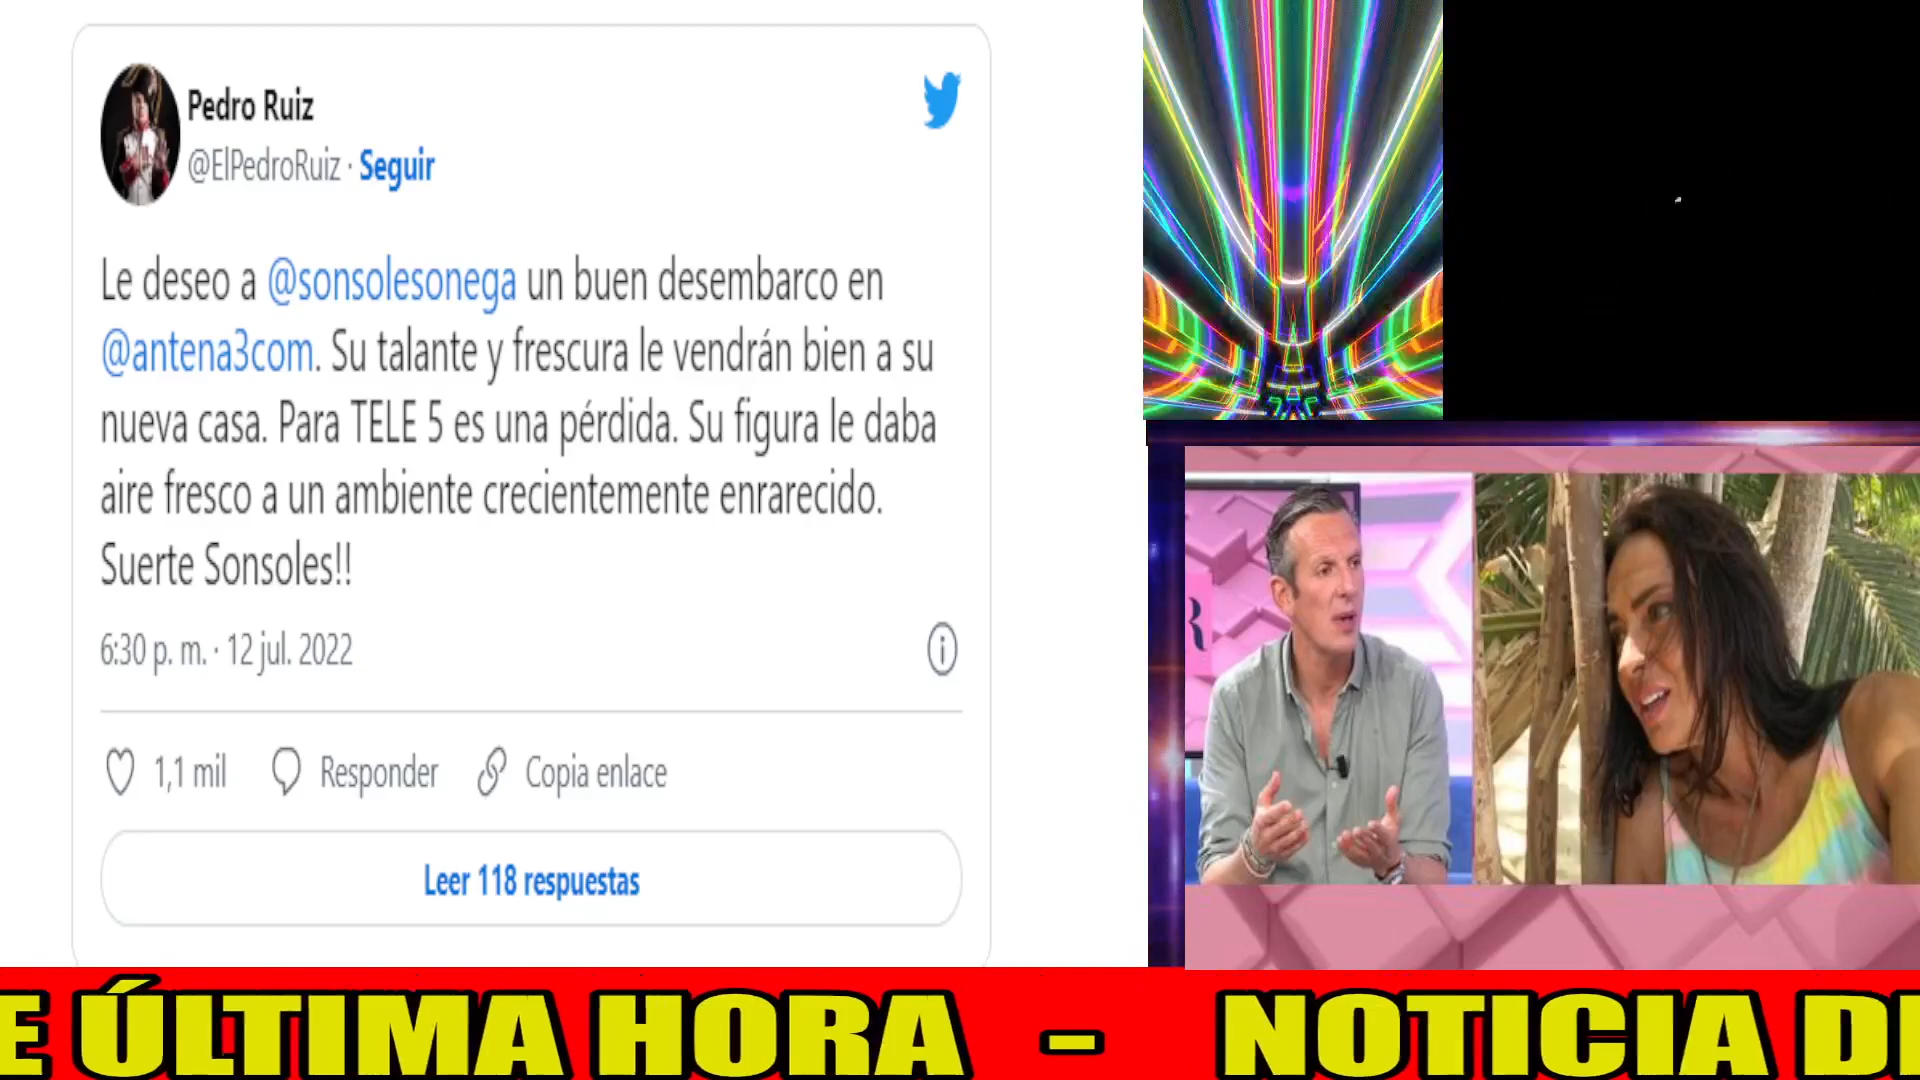 Pedro Ruiz
@ElPedroRuiz · Seguir
Le deseo a @sonsolesonega un buen desembarco en
@antena3com. Su talante y frescura le vendrán bien a su
nueva casa. Para TELE 5 es una pérdida. Su figura le daba
aire fresco a un ambiente crecientemente enrarecido.
Suerte Sonsoles!!
6:30 p. m. · 12 jul. 2022
1,1 mil Responder Copia enlace
Leer 118 respuestas
R
E ÚLTIMA HORA - NOTICIA DE